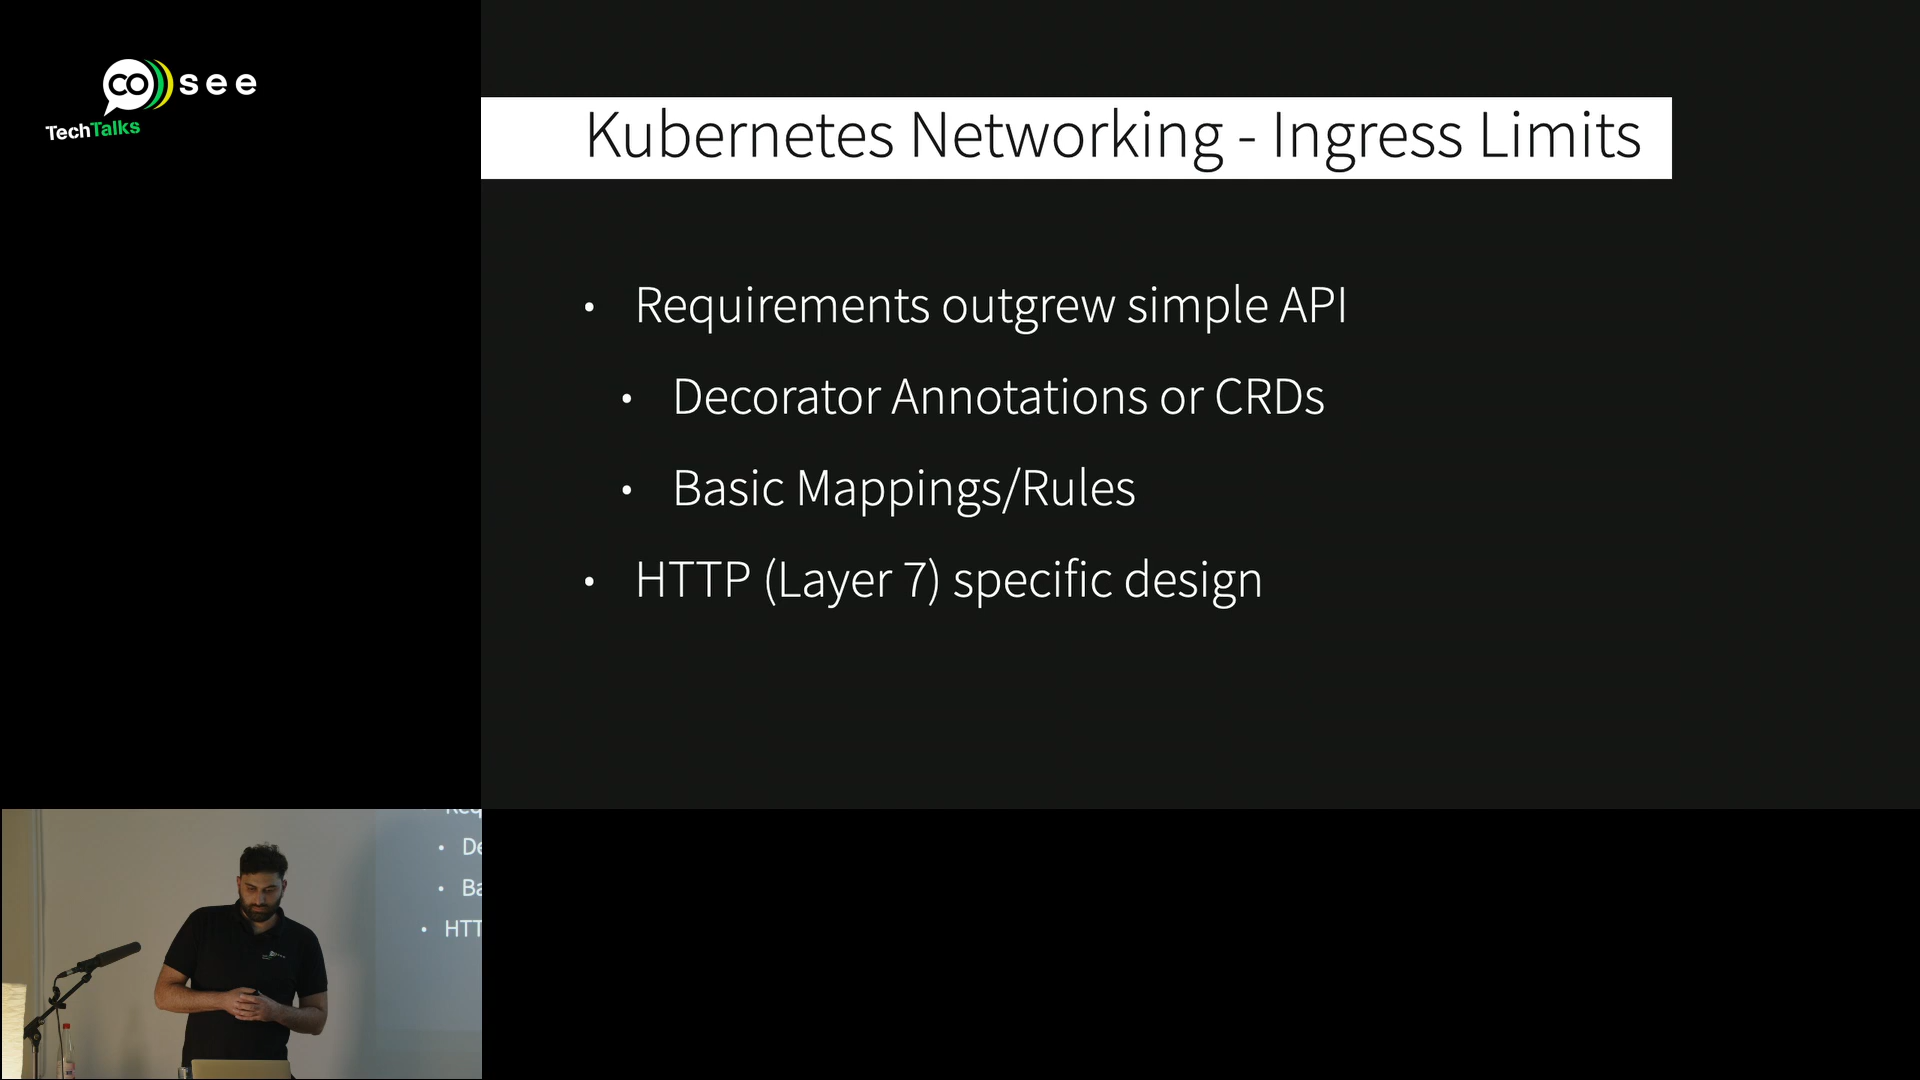 co see
TechTalks
Kubernetes Networking - Ingress Limits
• Requirements outgrew simple API
• Decorator Annotations or CRDs
• Basic Mappings/Rules
• HTTP (Layer 7) specific design
• De
• Ba
• HTT